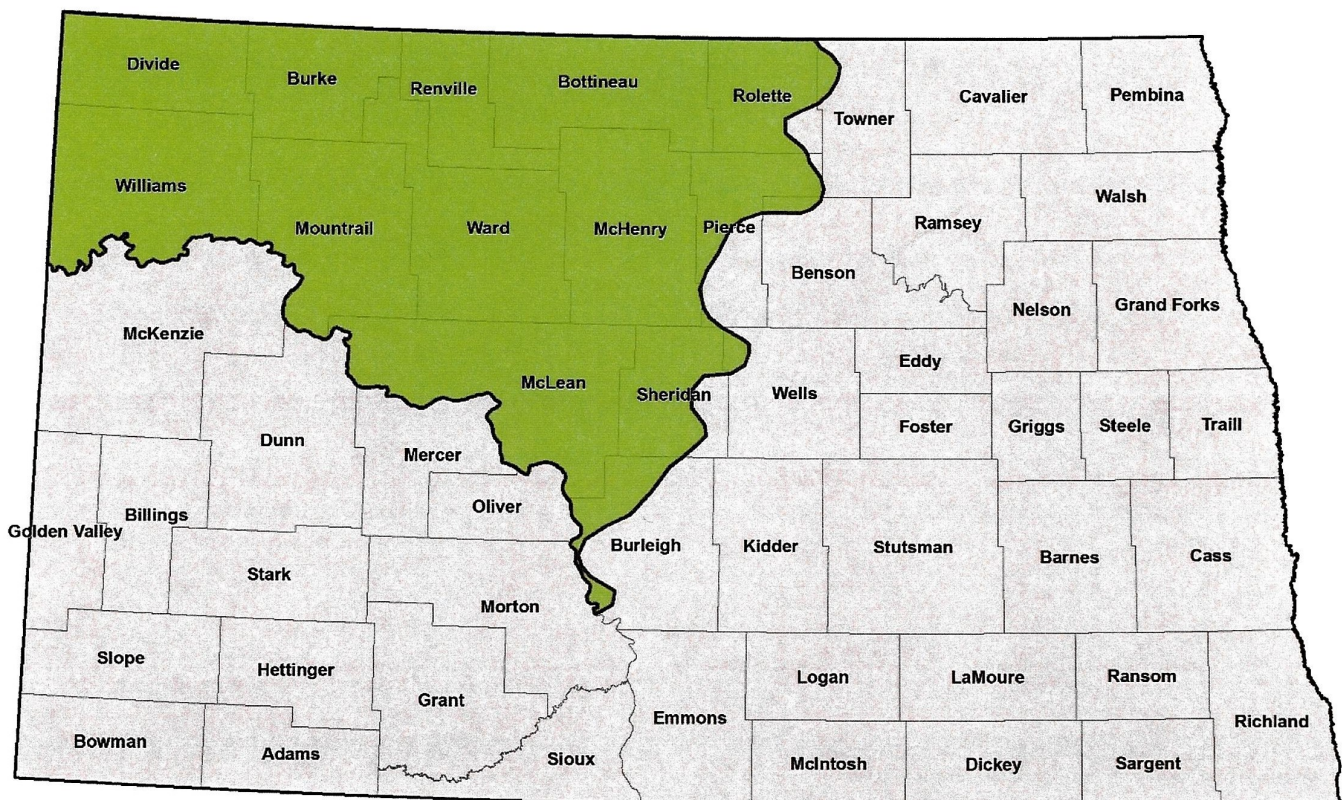 Divide
Burke
Renville
Bottineau
Rolette
Towner
Cavalier
Pembina
Williams
Mountrail
Ward
McHenry
Pierce
Benson
Ramsey
Walsh
McKenzie
Nelson
Grand Forks
McLean
Sheridan
Wells
Eddy
Foster
Griggs
Steele
Traill
Dunn
Mercer
Oliver
Golden Valley
Billings
Stark
Morton
Burleigh
Kidder
Stutsman
Barnes
Cass
Slope
Hettinger
Grant
Emmons
Logan
LaMoure
Ransom
Richland
Bowman
Adams
Sioux
McIntosh
Dickey
Sargent